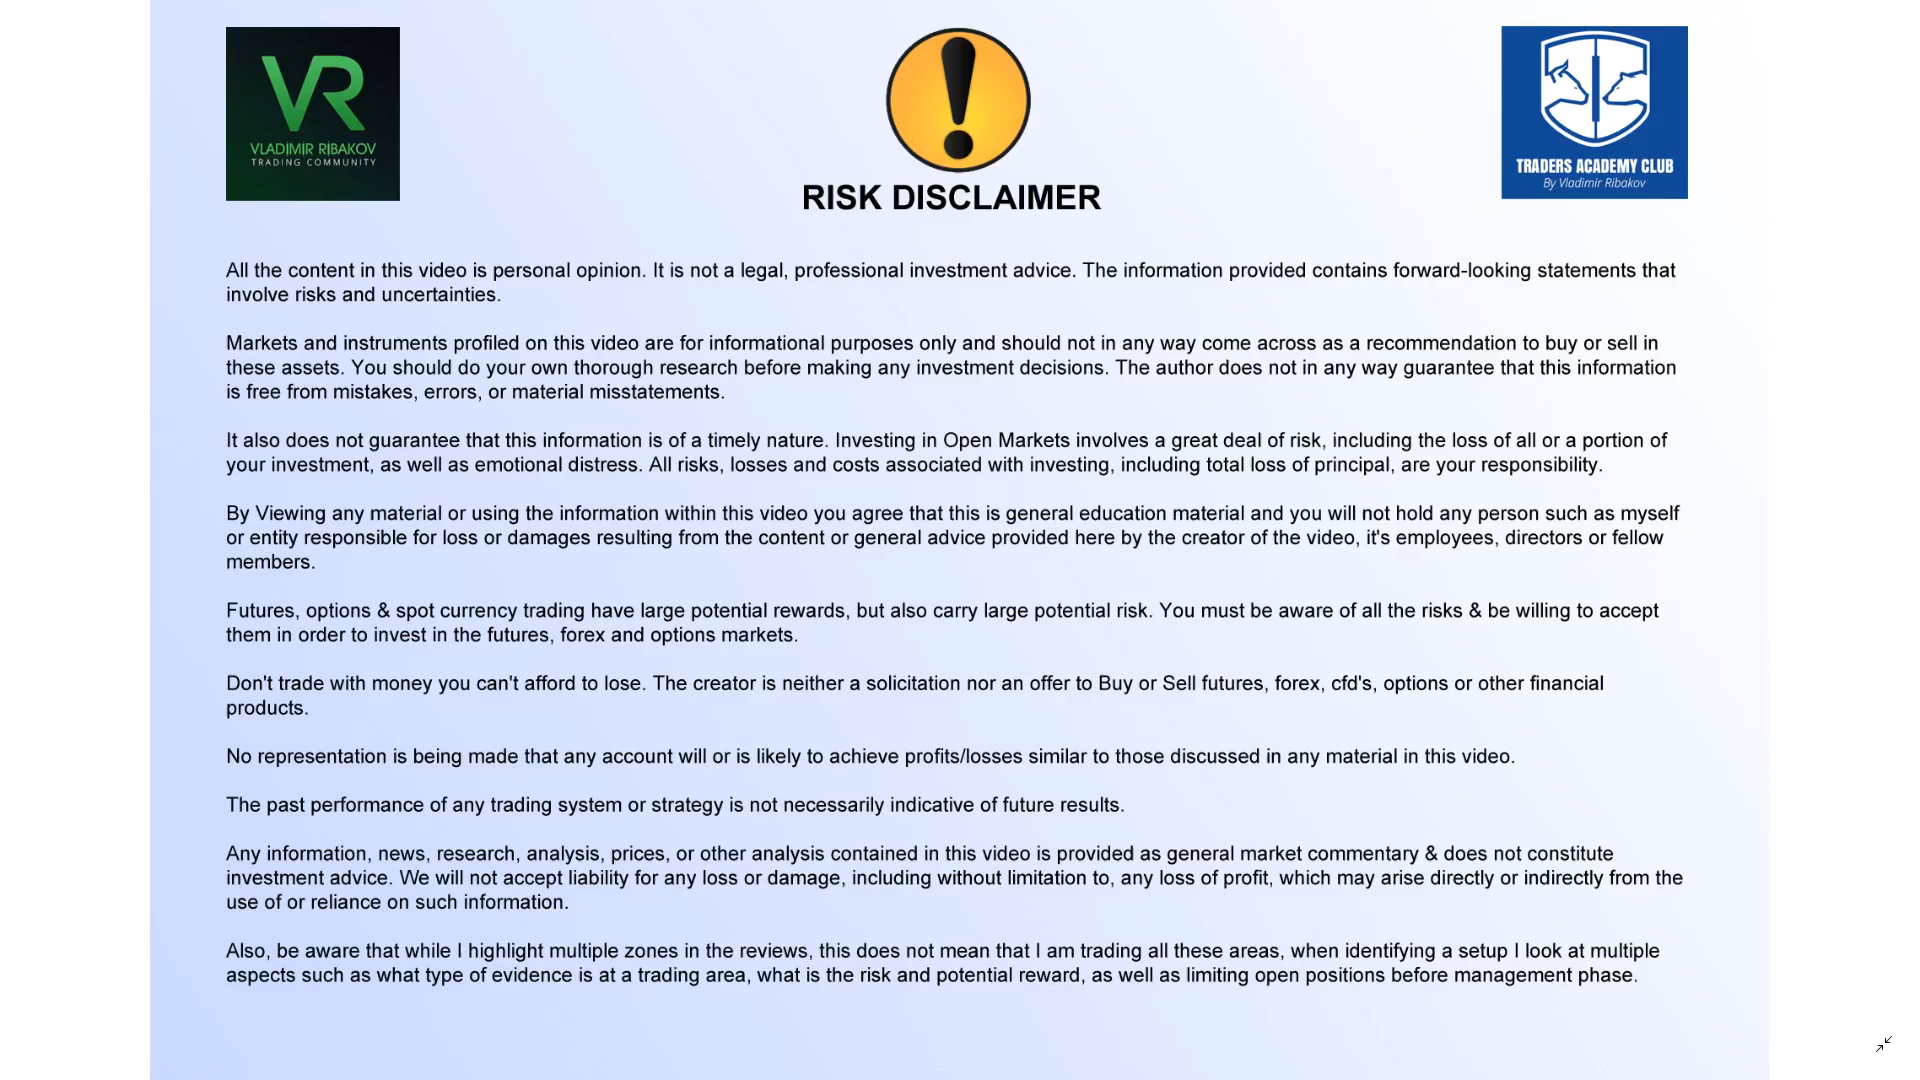 VR
VLADIMIR RIBAKOV
TRADING COMMUNITY
TRADERS ACADEMY CLUB
By Vladimir Ribakov
RISK DISCLAIMER
All the content in this video is personal opinion. It is not a legal, professional investment advice. The information provided contains forward-looking statements that
involve risks and uncertainties.
Markets and instruments profiled on this video are for informational purposes only and should not in any way come across as a recommendation to buy or sell in
these assets. You should do your own thorough research before making any investment decisions. The author does not in any way guarantee that this information
is free from mistakes, errors, or material misstatements.
It also does not guarantee that this information is of a timely nature. Investing in Open Markets involves a great deal of risk, including the loss of all or a portion of
your investment, as well as emotional distress. All risks, losses and costs associated with investing, including total loss of principal, are your responsibility.
By Viewing any material or using the information within this video you agree that this is general education material and you will not hold any person such as myself
or entity responsible for loss or damages resulting from the content or general advice provided here by the creator of the video, it's employees, directors or fellow
members.
Futures, options & spot currency trading have large potential rewards, but also carry large potential risk. You must be aware of all the risks & be willing to accept
them in order to invest in the futures, forex and options markets.
Don't trade with money you can't afford to lose. The creator is neither a solicitation nor an offer to Buy or Sell futures, forex, cfd's, options or other financial
products.
No representation is being made that any account will or is likely to achieve profits/losses similar to those discussed in any material in this video.
The past performance of any trading system or strategy is not necessarily indicative of future results.
Any information, news, research, analysis, prices, or other analysis contained in this video is provided as general market commentary & does not constitute
investment advice. We will not accept liability for any loss or damage, including without limitation to, any loss of profit, which may arise directly or indirectly from the
use of or reliance on such information.
Also, be aware that while I highlight multiple zones in the reviews, this does not mean that I am trading all these areas, when identifying a setup I look at multiple
aspects such as what type of evidence is at a trading area, what is the risk and potential reward, as well as limiting open positions before management phase.